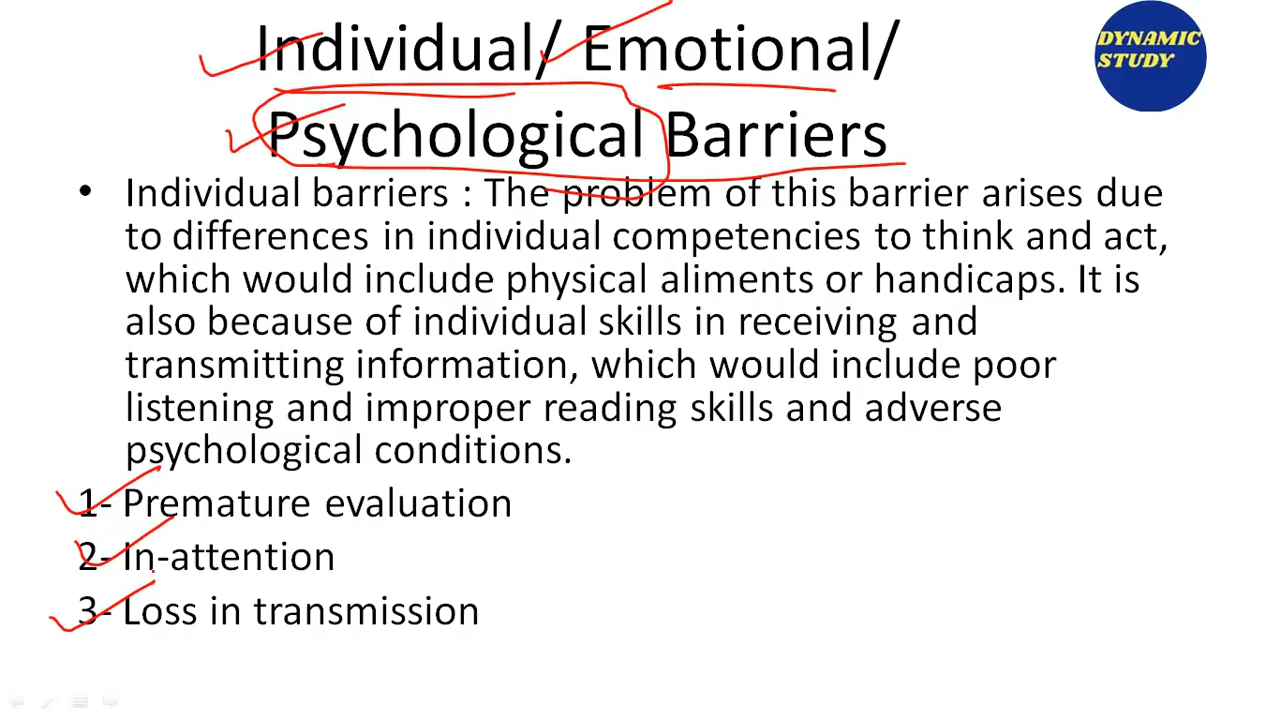 Individual/ Emotional/
DYNAMIC
STUDY
Psychological Barriers
• Individual barriers : The problem of this barrier arises due
to differences in individual competencies to think and act,
which would include physical aliments or handicaps. It is
also because of individual skills in receiving and
transmitting information, which would include poor
listening and improper reading skills and adverse
psychological conditions.
1- Premature evaluation
2- In-attention
3- Loss in transmission